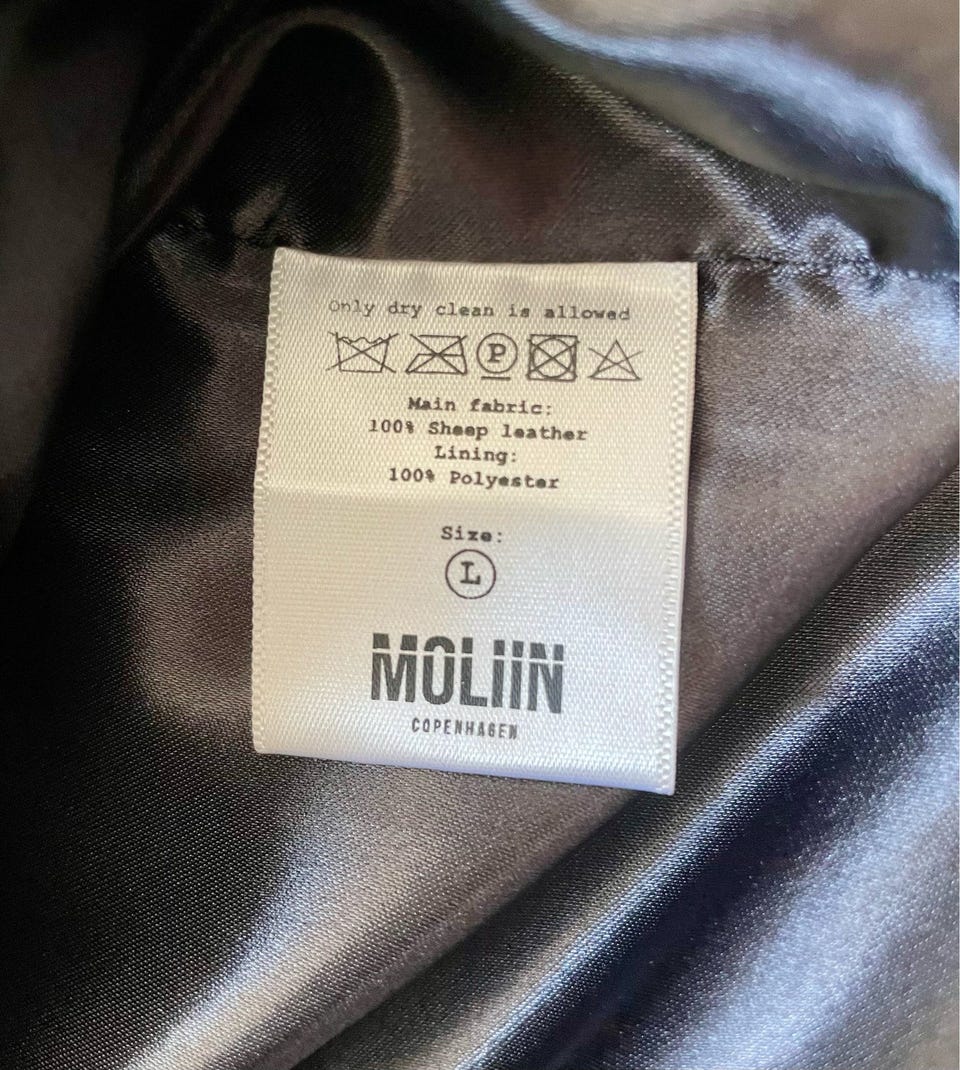 Only dry clean is allowed
P
Main fabric:
100% Sheep leather
Lining:
100% Polyester
Size:
L
MOLIIN
COPENHAGEN